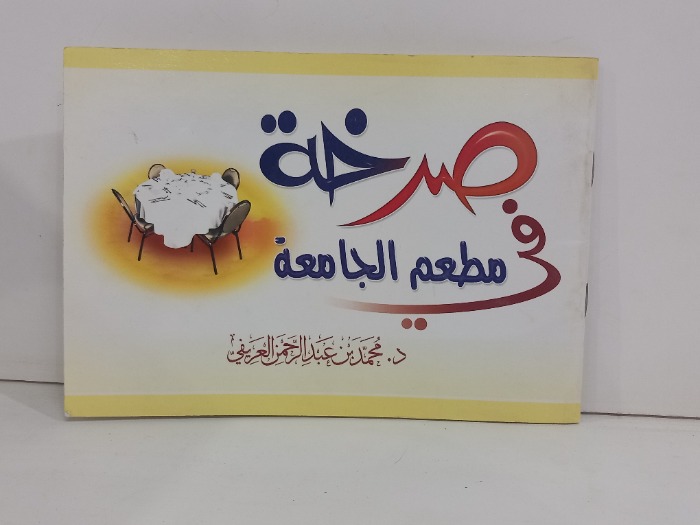 صرخة
في مطعم الجامعة
د. محمد بن عبد الرحمن العريفي